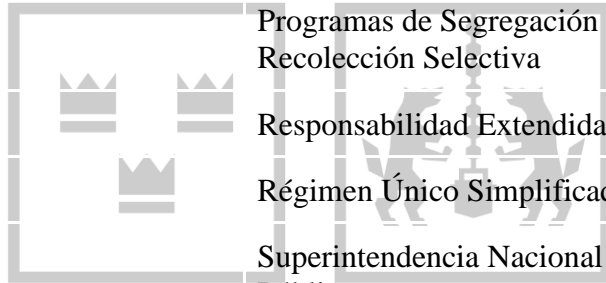 Programas de Segregación
Recolección Selectiva
Responsabilidad Extendida
Régimen Único Simplificad
Superintendencia Nacional